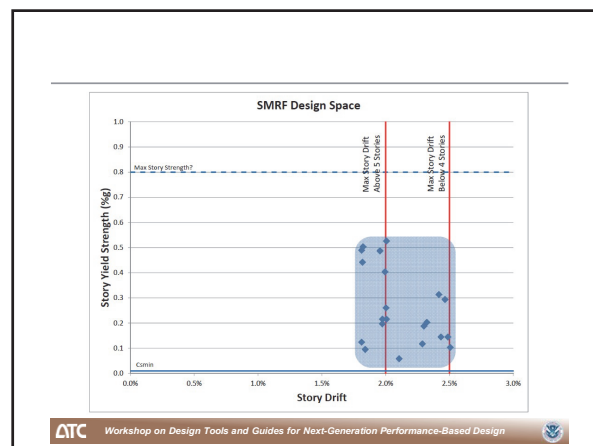 SMRF Design Space
Story Yield Strength (%g)
1.0
0.9
0.8
0.7
0.6
0.5
0.4
0.3
0.2
0.1
0.0
Max Story Strength?
Max Story Drift
Above 5 Stories
Max Story Drift
Below 4 Stories
Csmin
0.0%
0.5%
1.0%
1.5%
2.0%
2.5%
3.0%
Story Drift
ATC
Workshop on Design Tools and Guides for Next-Generation Performance-Based Design